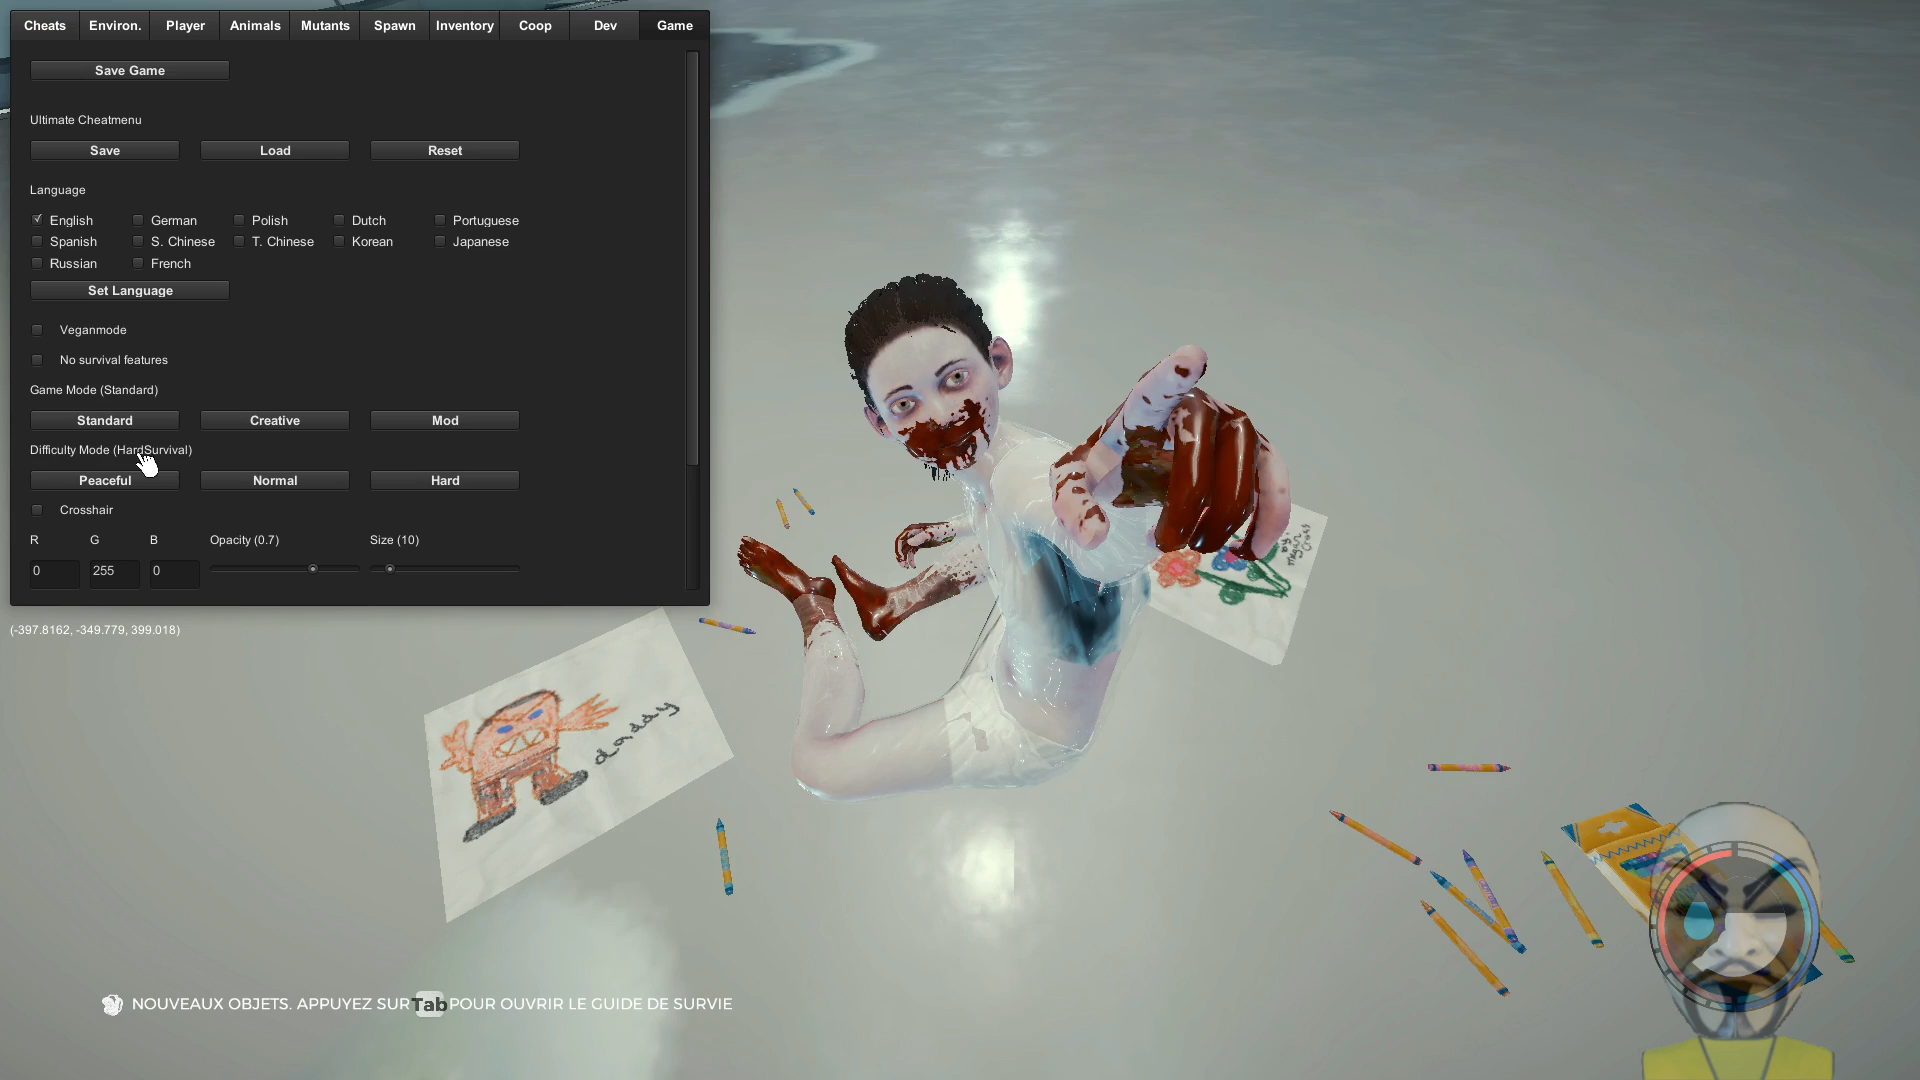 Cheats Environ. Player Animals Mutants Spawn Inventory Coop Dev Game
Save Game
Ultimate Cheatmenu
Save Load Reset
Language
English German Polish Dutch Portuguese
Spanish S. Chinese T. Chinese Korean Japanese
Russian French
Set Language
Veganmode
No survival features
Game Mode (Standard)
Standard Creative Mod
Difficulty Mode (HardSurvival)
Peaceful Normal Hard
Crosshair
R G B Opacity (0.7) Size (10)
0 255 0
(-397.8162, -349.779, 399.018)
by:
Megan
Cross
daddy
NOUVEAUX OBJETS. APPUYEZ SUR Tab POUR OUVRIR LE GUIDE DE SURVIE